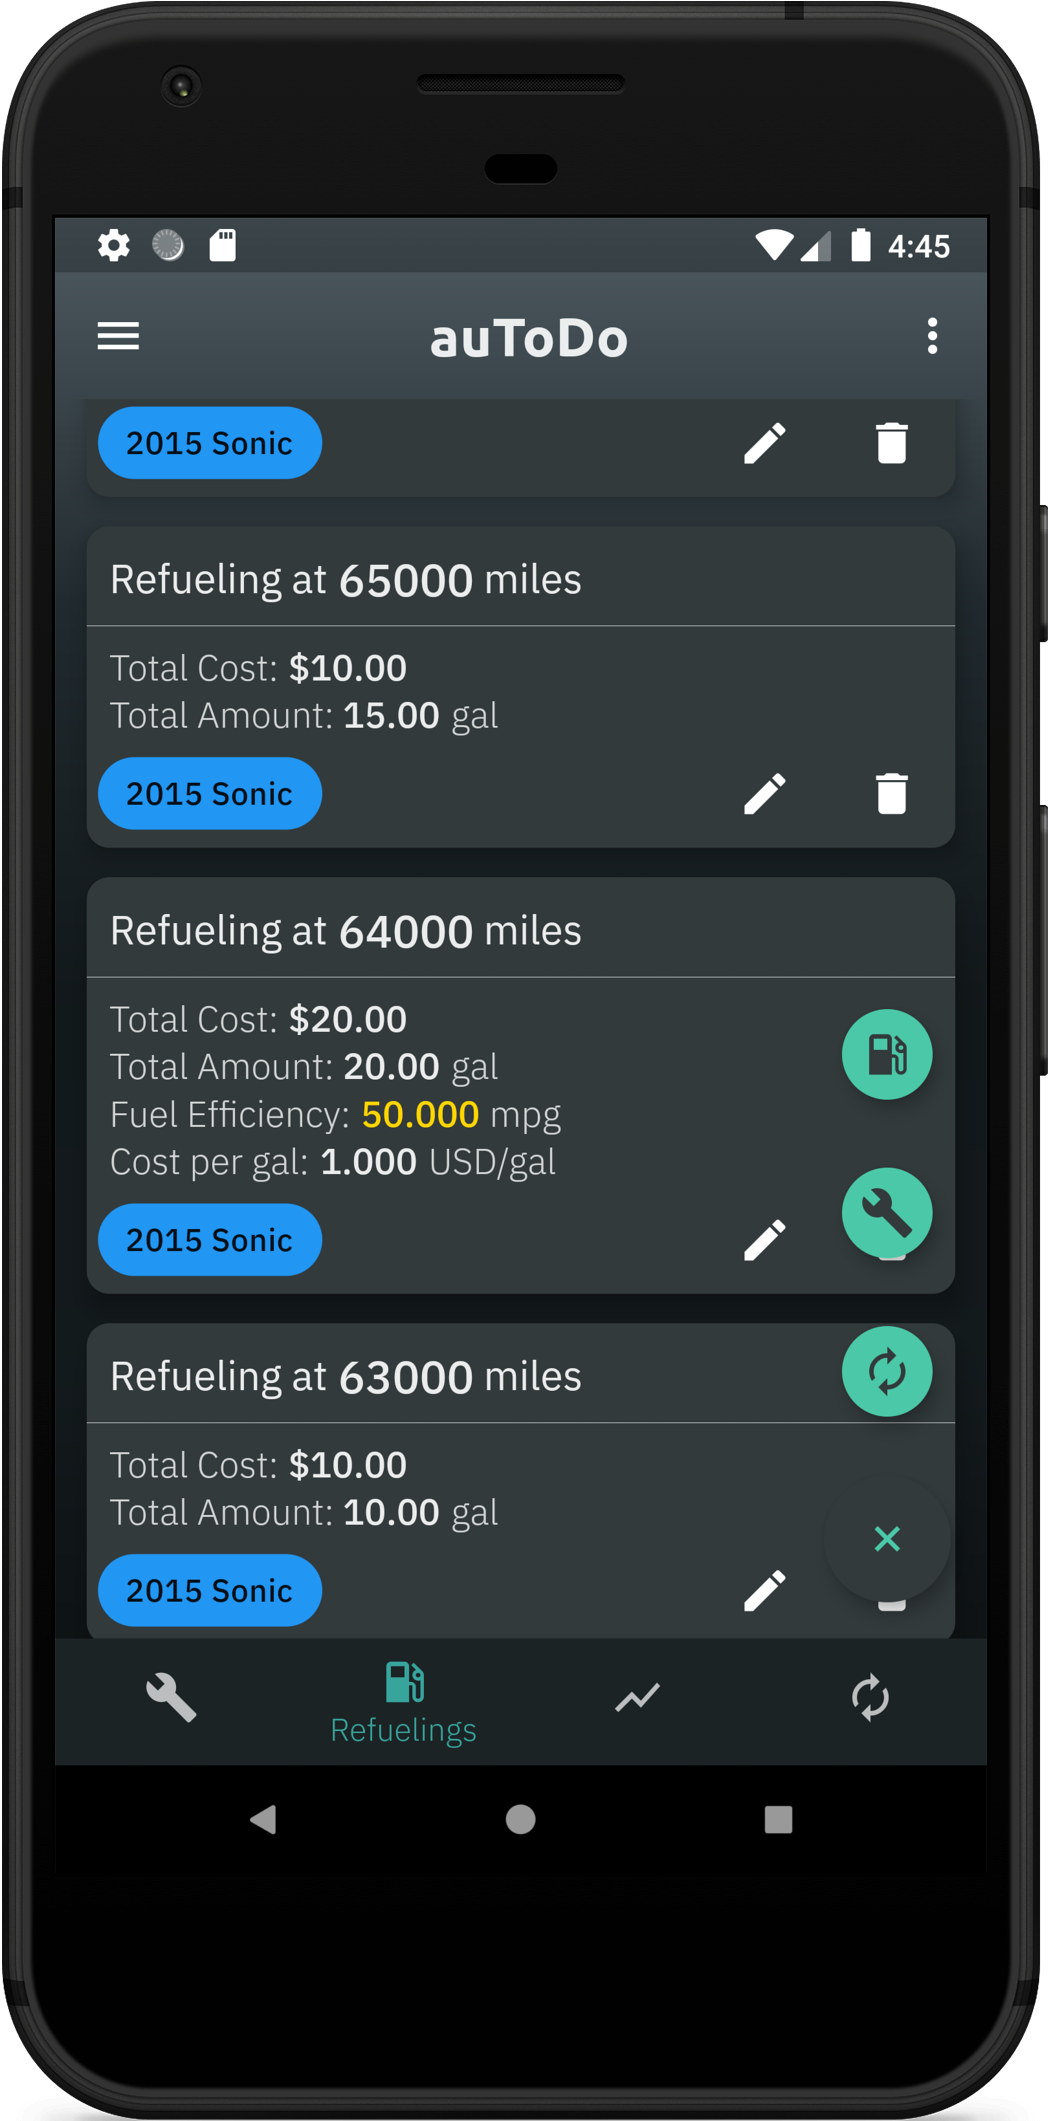 4:45
auToDo
2015 Sonic
Refueling at 65000 miles
Total Cost: $10.00
Total Amount: 15.00 gal
2015 Sonic
Refueling at 64000 miles
Total Cost: $20.00
Total Amount: 20.00 gal
Fuel Efficiency: 50.000 mpg
Cost per gal: 1.000 USD/gal
2015 Sonic
Refueling at 63000 miles
Total Cost: $10.00
Total Amount: 10.00 gal
2015 Sonic
Refuelings